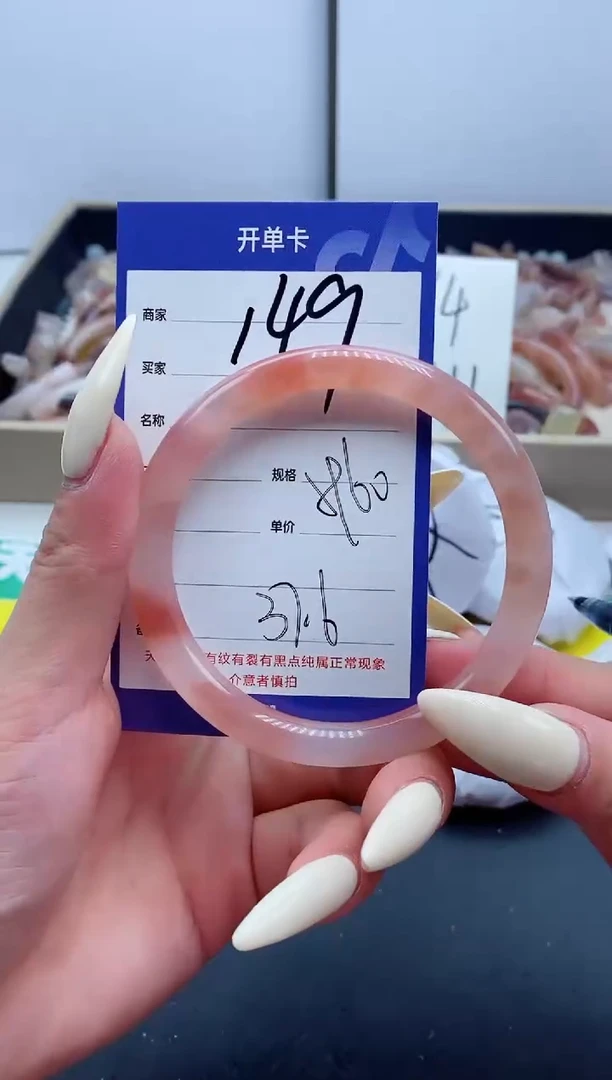 开单卡
商家 149
买家
名称
规格
单价 860
37.6
有纹有裂有黑点纯属正常现象
介意者慎拍